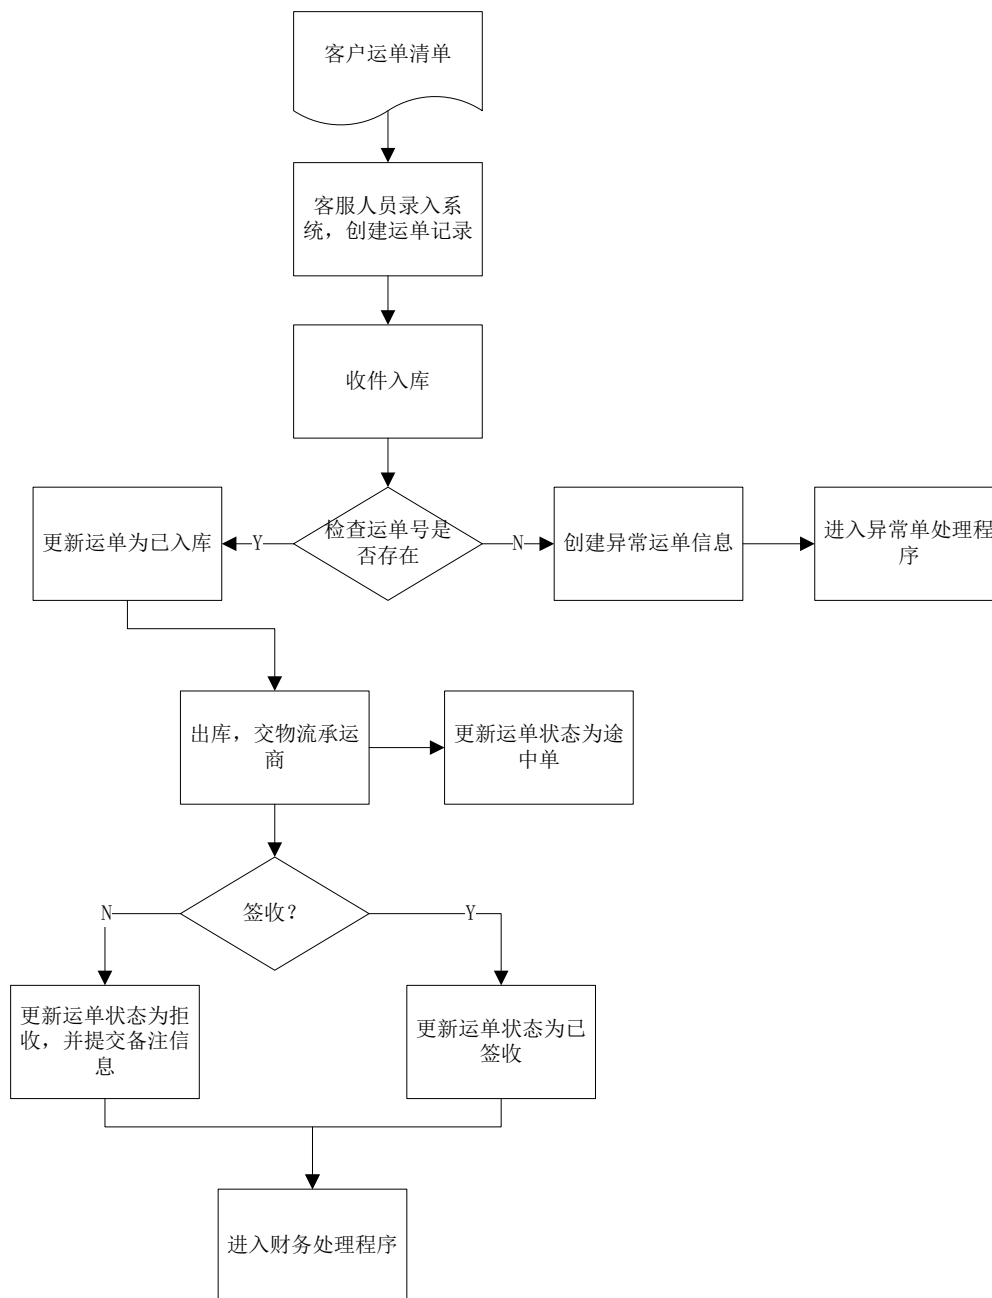 客户运单清单
客服人员录入系
统，创建运单记录
收件入库
检查运单号是
否存在
Y
N
更新运单为已入库
创建异常运单信息
进入异常单处理程
序
出库，交物流承运
商
更新运单状态为途
中单
签收？
N
Y
更新运单状态为拒
收，并提交备注信
息
更新运单状态为已
签收
进入财务处理程序